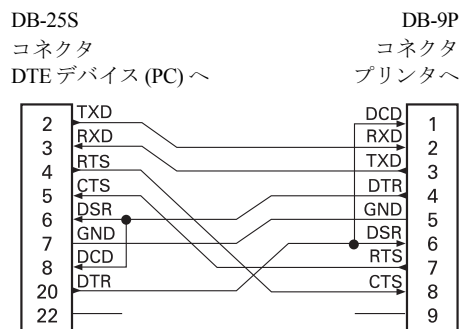 DB-25S
コネクタ
DTE デバイス (PC) へ
DB-9P
コネクタ
プリンタへ
2 TXD
3 RXD
4 RTS
5 CTS
6 DSR
7 GND
8 DCD
20 DTR
22
DCD 1
RXD 2
TXD 3
DTR 4
GND 5
DSR 6
RTS 7
CTS 8
9